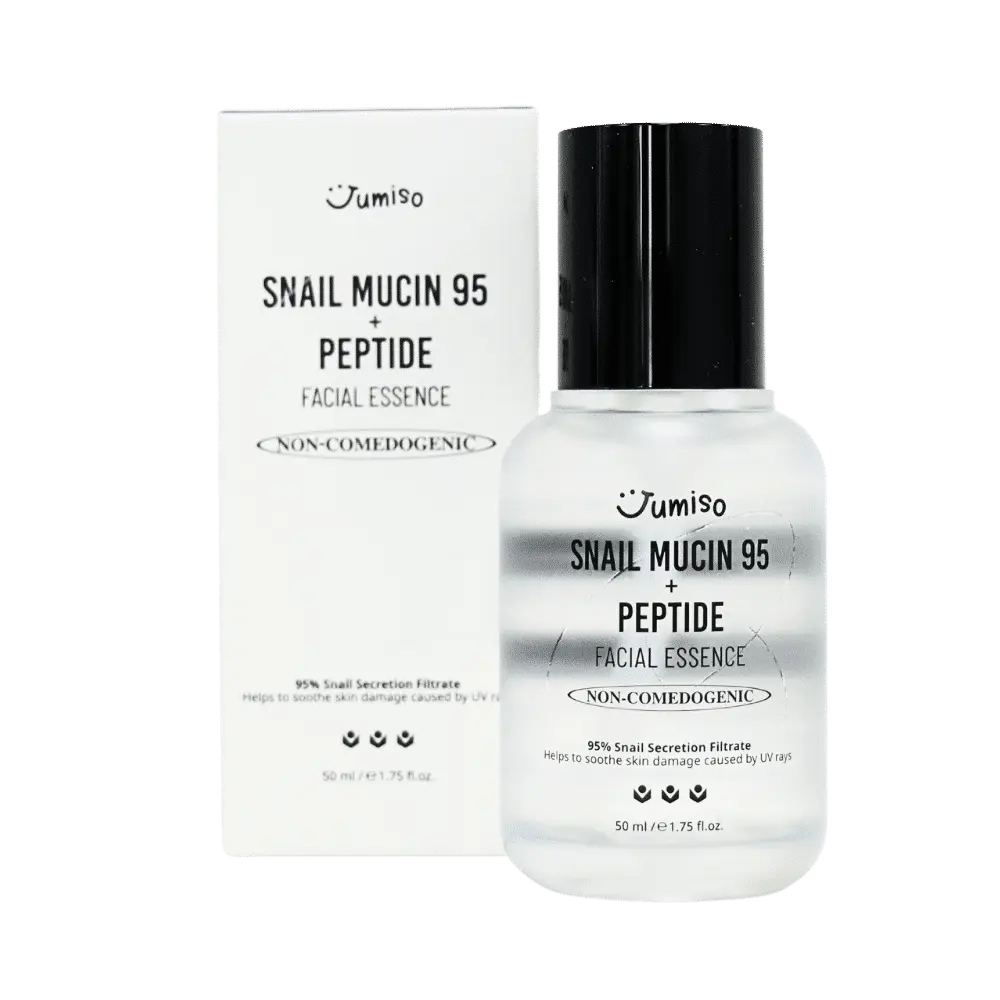 Jumiso
SNAIL MUCIN 95
+
PEPTIDE
FACIAL ESSENCE
NON-COMEDOGENIC
95% Snail Secretion Filtrate
Helps to soothe skin damage caused by UV
50 ml / ℮ 1.75 fl.oz.
Jumiso
SNAIL MUCIN 95
+
PEPTIDE
FACIAL ESSENCE
NON-COMEDOGENIC
95% Snail Secretion Filtrate
Helps to soothe skin damage caused by UV rays
50 ml / ℮ 1.75 fl.oz.